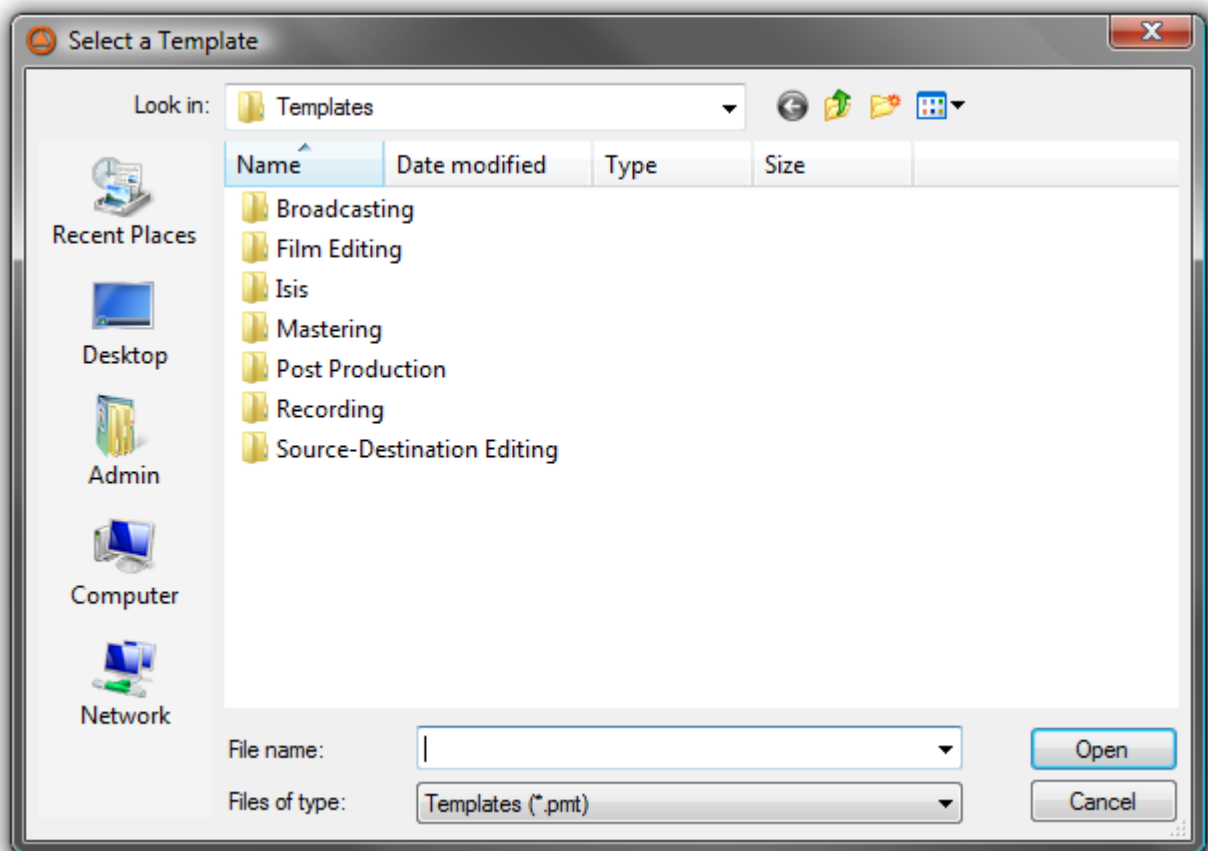 Select a Template
Look in: Templates
Name Date modified Type Size
Recent Places
Desktop
Admin
Computer
Network
Broadcasting
Film Editing
Isis
Mastering
Post Production
Recording
Source-Destination Editing
File name: Open
Files of type: Templates (*.pmt) Cancel